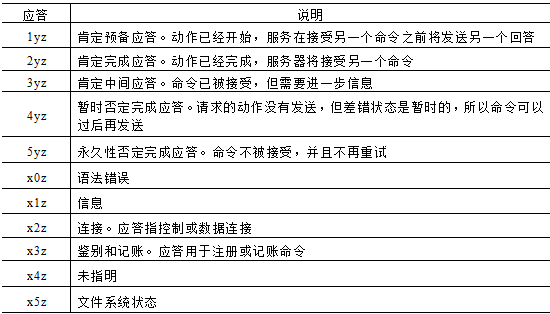 应答 说明
1yz 肯定预备应答。动作已经开始，服务在接受另一个命令之前将发送另一个回答
2yz 肯定完成应答。动作已经完成，服务器将接受另一个命令
3yz 肯定中间应答。命令已被接受，但需要进一步信息
4yz 暂时否定完成应答。请求的动作没有发送，但差错状态是暂时的，所以命令可以
过后再发送
5yz 永久性否定完成应答。命令不被接受，并且不再重试
x0z 语法错误
x1z 信息
x2z 连接。应答指控制或数据连接
x3z 鉴别和记账。应答用于注册或记账命令
x4z 未指明
x5z 文件系统状态